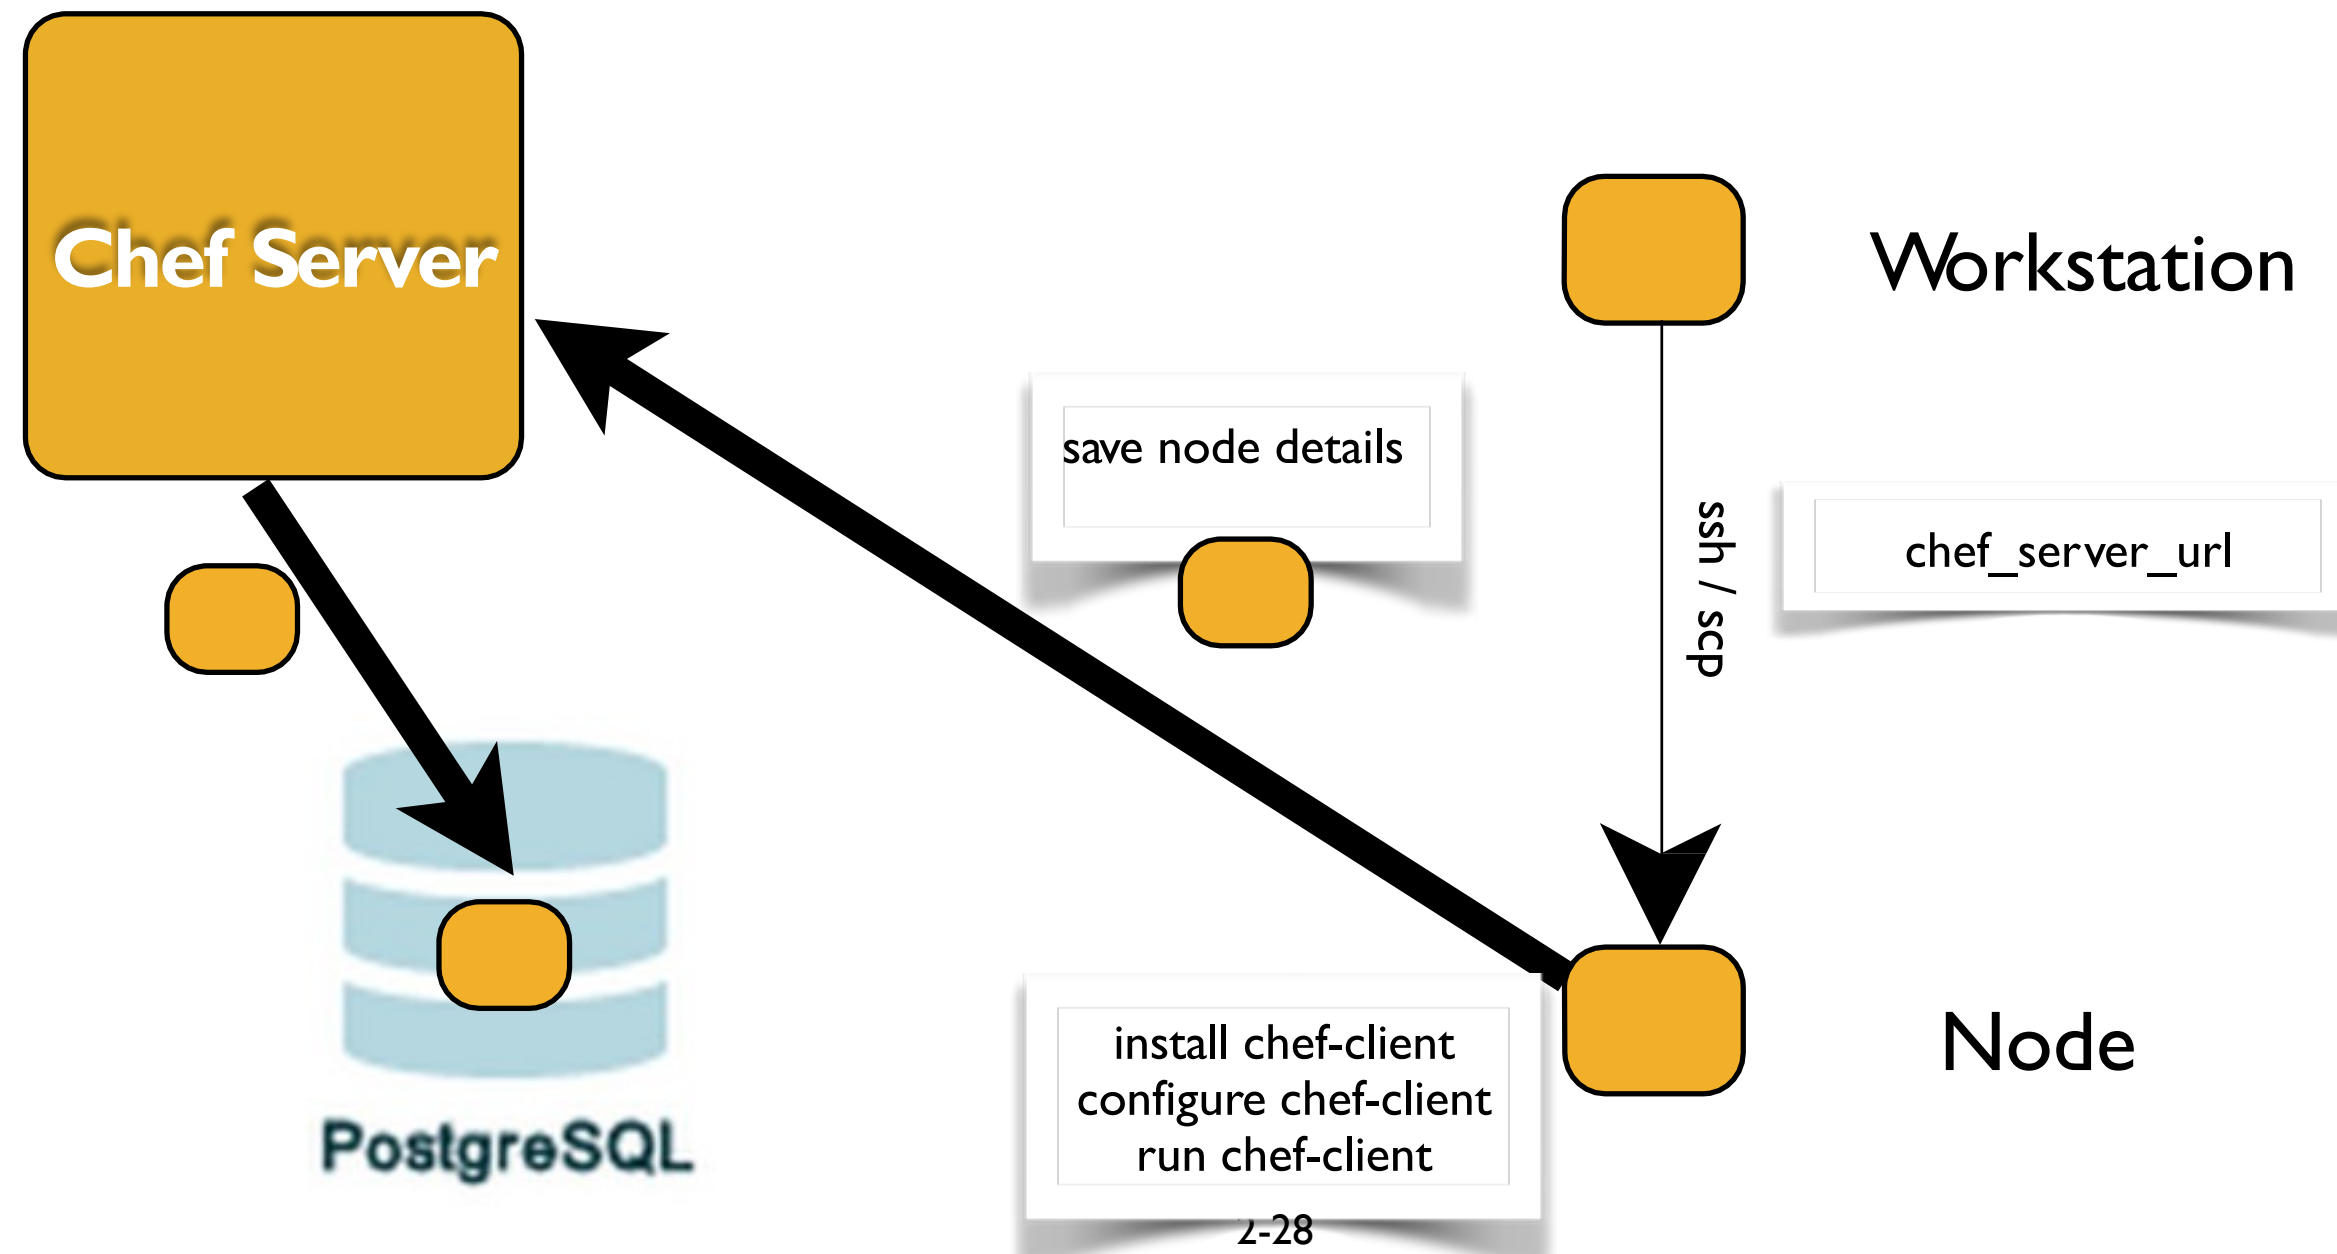 Chef Server
Workstation
save node details
ssh / scp
chef_server_url
install chef-client
configure chef-client
run chef-client
Node
PostgreSQL
2-28